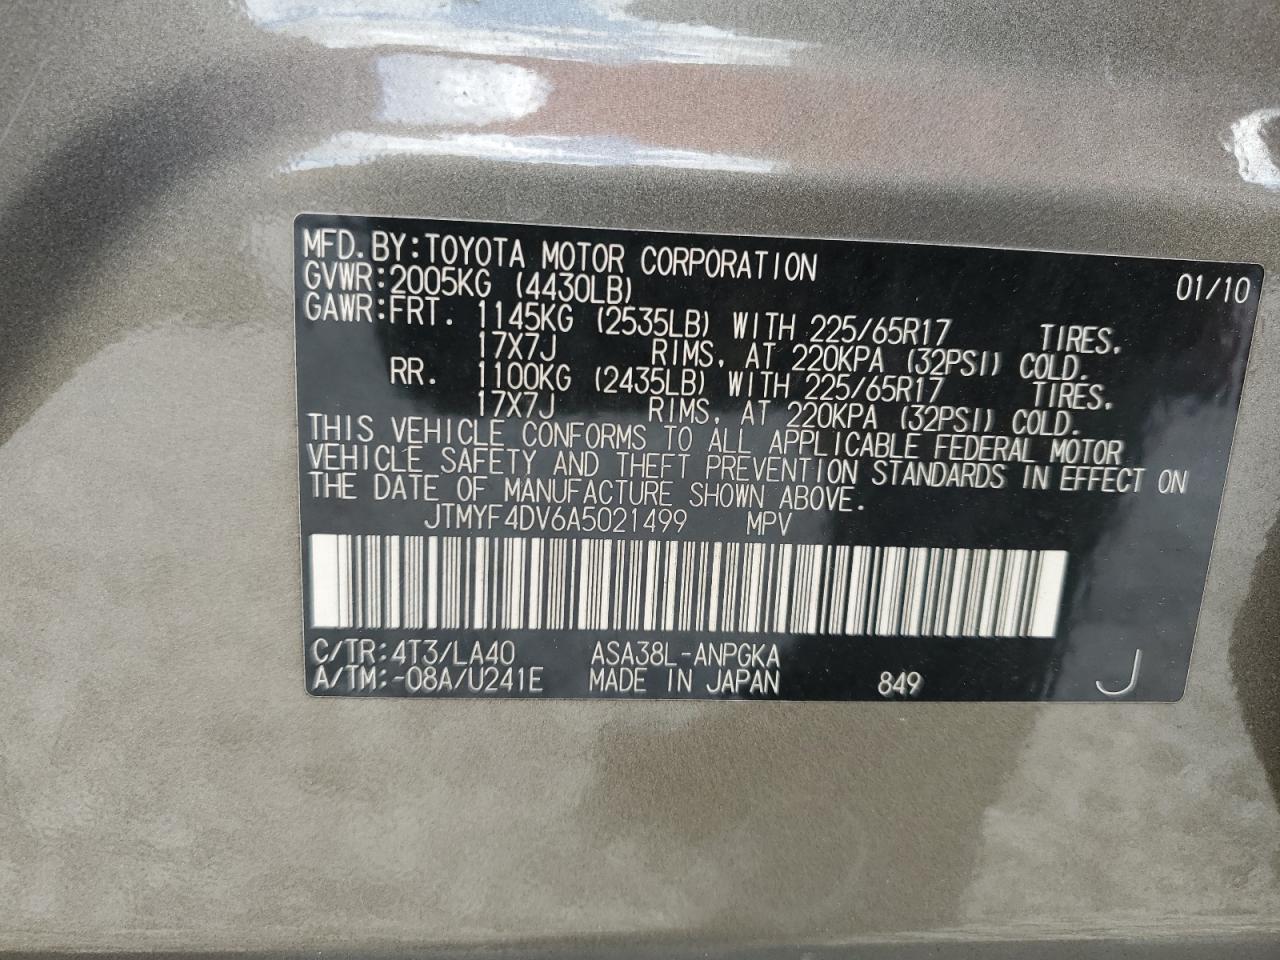 MFD. BY: TOYOTA MOTOR CORPORATION 01/10
GVWR: 2005KG (4430LB)
GAWR: FRT. 1145KG (2535LB) WITH 225/65R17 TIRES,
17X7J RIMS, AT 220KPA (32PSI) COLD.
RR. 1100KG (2435LB) WITH 225/65R17 TIRES,
17X7J RIMS, AT 220KPA (32PSI) COLD.
THIS VEHICLE CONFORMS TO ALL APPLICABLE FEDERAL MOTOR
VEHICLE SAFETY AND THEFT PREVENTION STANDARDS IN EFFECT ON
THE DATE OF MANUFACTURE SHOWN ABOVE.
JTMYF4DV6A5021499 MPV
C/TR: 4T3/LA40 ASA38L-ANPGKA
A/TM: -08A/U241E MADE IN JAPAN 849 J